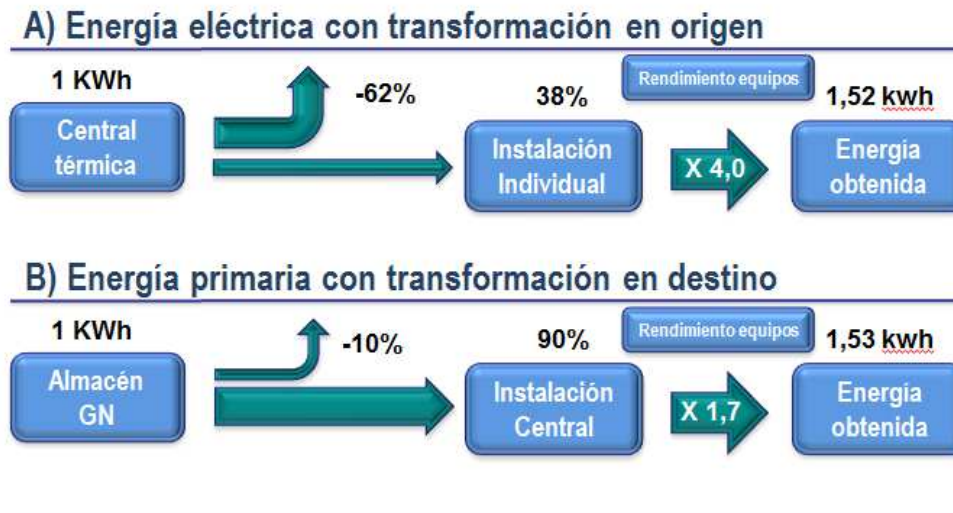 A) Energía eléctrica con transformación en origen
1 KWh
-62%
38%
Rendimiento equipos
1,52 kwh
Central
térmica
Instalación
Individual
X 4,0
Energía
obtenida
B) Energía primaria con transformación en destino
1 KWh
-10%
90%
Rendimiento equipos
1,53 kwh
Almacén
GN
Instalación
Central
X 1,7
Energía
obtenida